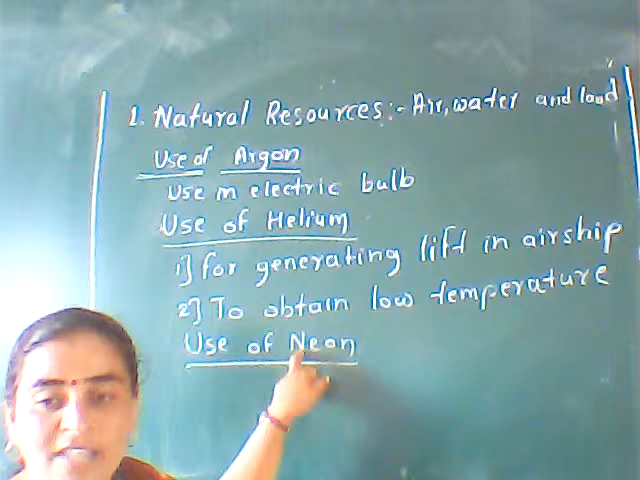 1. Natural Resources:- Air, water and land
Use of Argon
Use in electric bulb
Use of Helium
1] for generating lift in airship
2] To obtain low temperature
Use of Neon